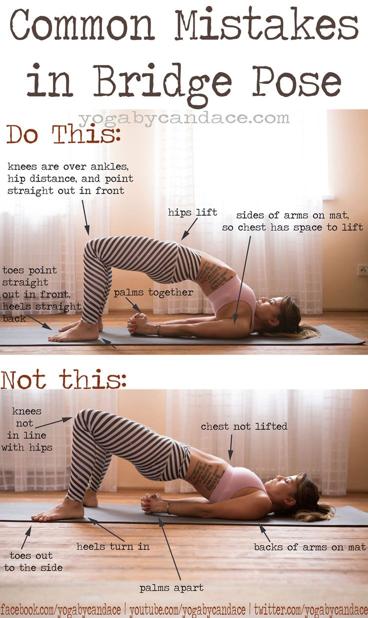 Common Mistakes
in Bridge Pose
yogabycandace.com
Do This:
knees are over ankles,
hip distance, and point
straight out in front
hips lift
sides of arms on mat,
so chest has space to lift
toes point
straight
out in front,
heels straight
back
palms together
Not this:
knees
not
in line
with hips
chest not lifted
heels turn in
backs of arms on mat
toes out
to the side
palms apart
facebook.com/yogabycandace | youtube.com/yogabycandace | twitter.com/yogabycandace